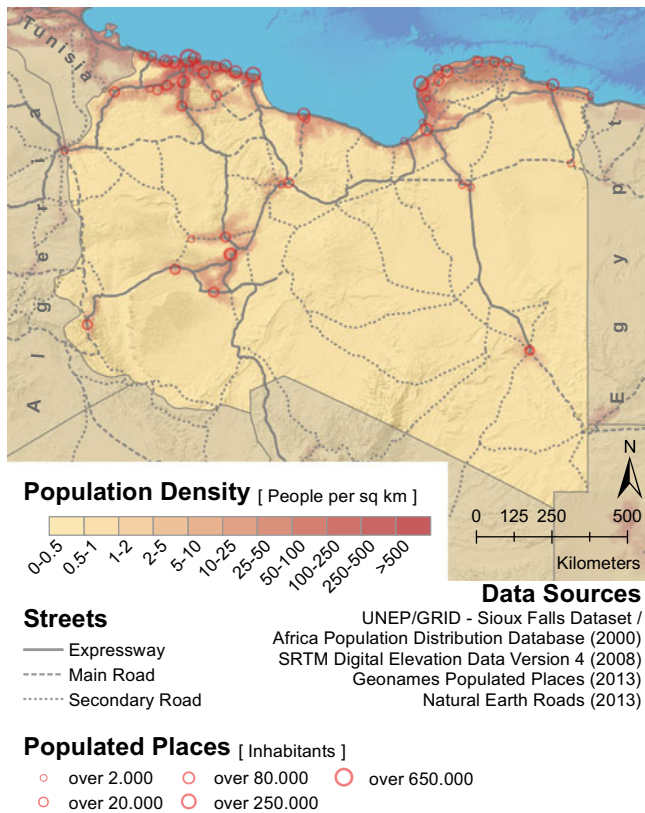 Tunisia
Algeria
Egypt
N
0 125 250 500
Kilometers
Population Density [ People per sq km ]
0-0.5 0.5-1 1-2 2-5 5-10 10-25 25-50 50-100 100-250 250-500 >500
Streets
Expressway
Main Road
Secondary Road
Data Sources
UNEP/GRID - Sioux Falls Dataset /
Africa Population Distribution Database (2000)
SRTM Digital Elevation Data Version 4 (2008)
Geonames Populated Places (2013)
Natural Earth Roads (2013)
Populated Places [ Inhabitants ]
over 2.000 over 80.000 over 650.000
over 20.000 over 250.000